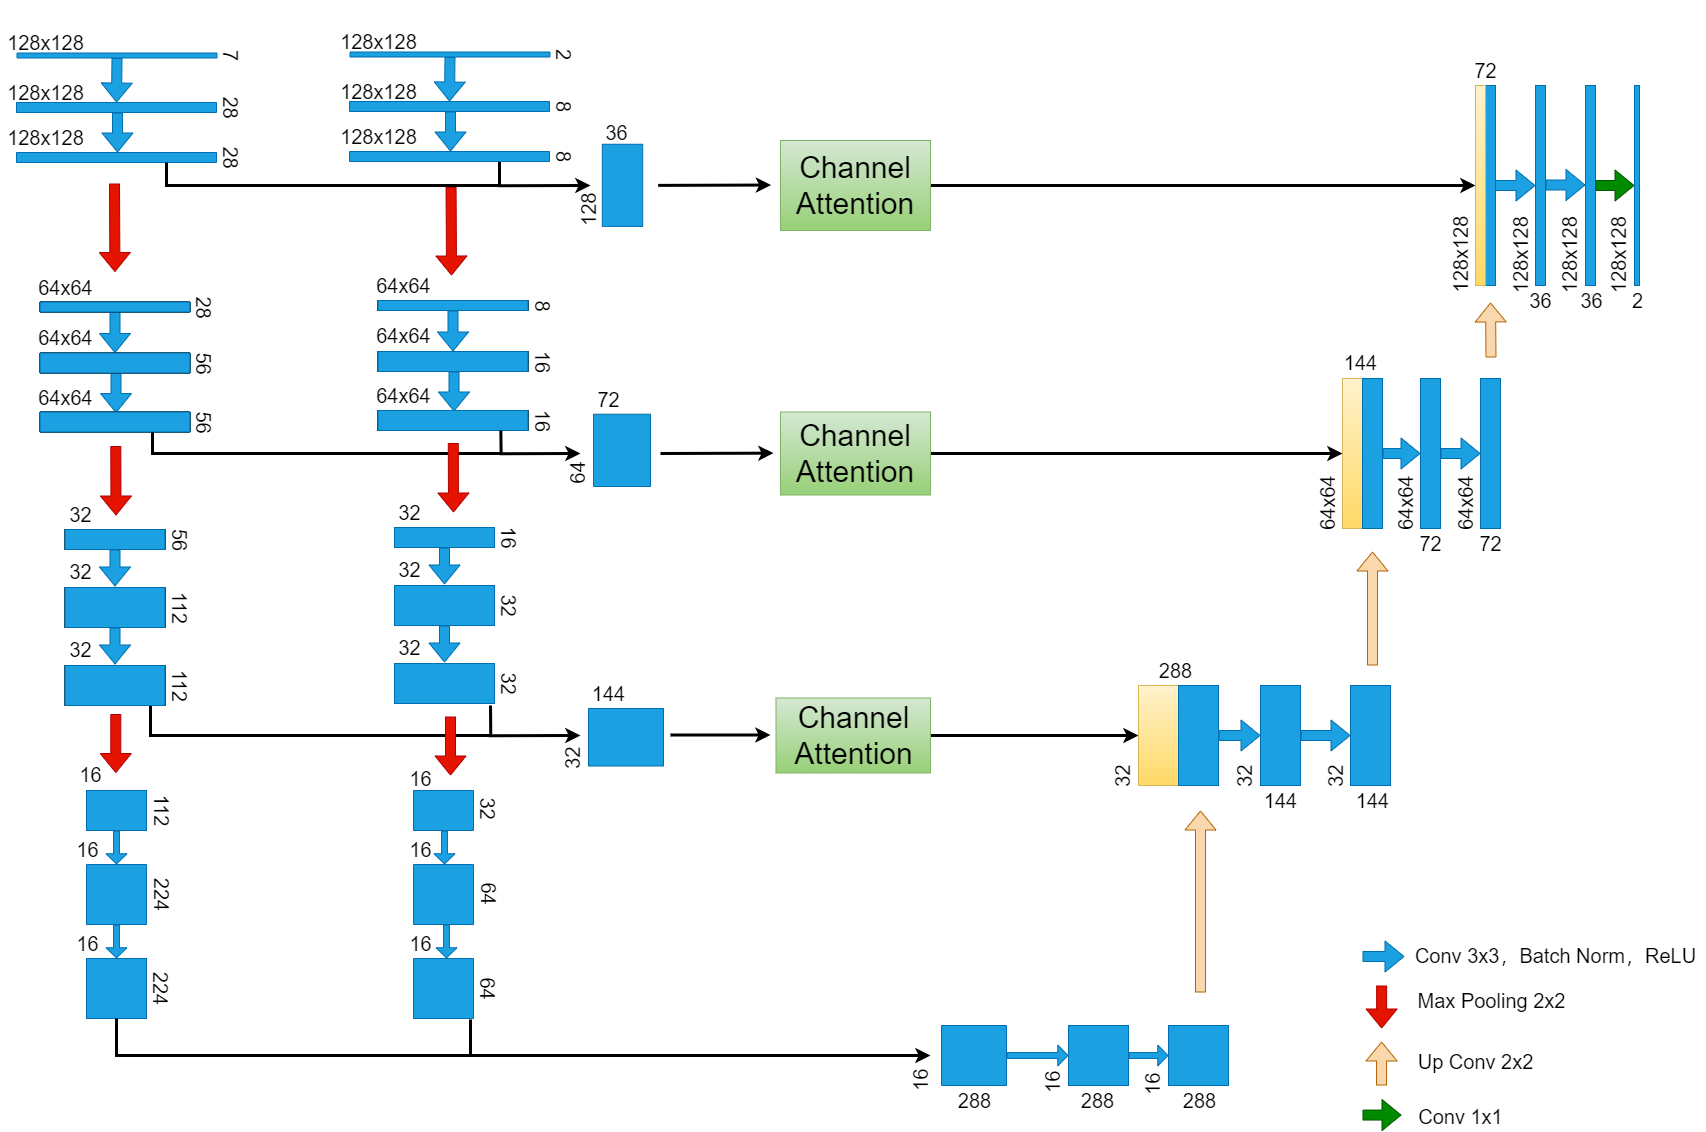 128x128
7
128x128
28
128x128
28
128x128
2
128x128
8
128x128
8
36
128
Channel
Attention
72
128x128
128x128
36
128x128
36
128x128
2
64x64
28
64x64
56
64x64
56
64x64
8
64x64
16
64x64
16
72
64
Channel
Attention
144
64x64
64x64
72
64x64
72
32
56
32
112
32
112
32
16
32
32
32
32
144
32
Channel
Attention
288
32
32
144
32
144
16
112
16
224
16
224
16
32
16
64
16
64
16
288
16
288
16
288
Conv 3x3，Batch Norm，ReLU
Max Pooling 2x2
Up Conv 2x2
Conv 1x1